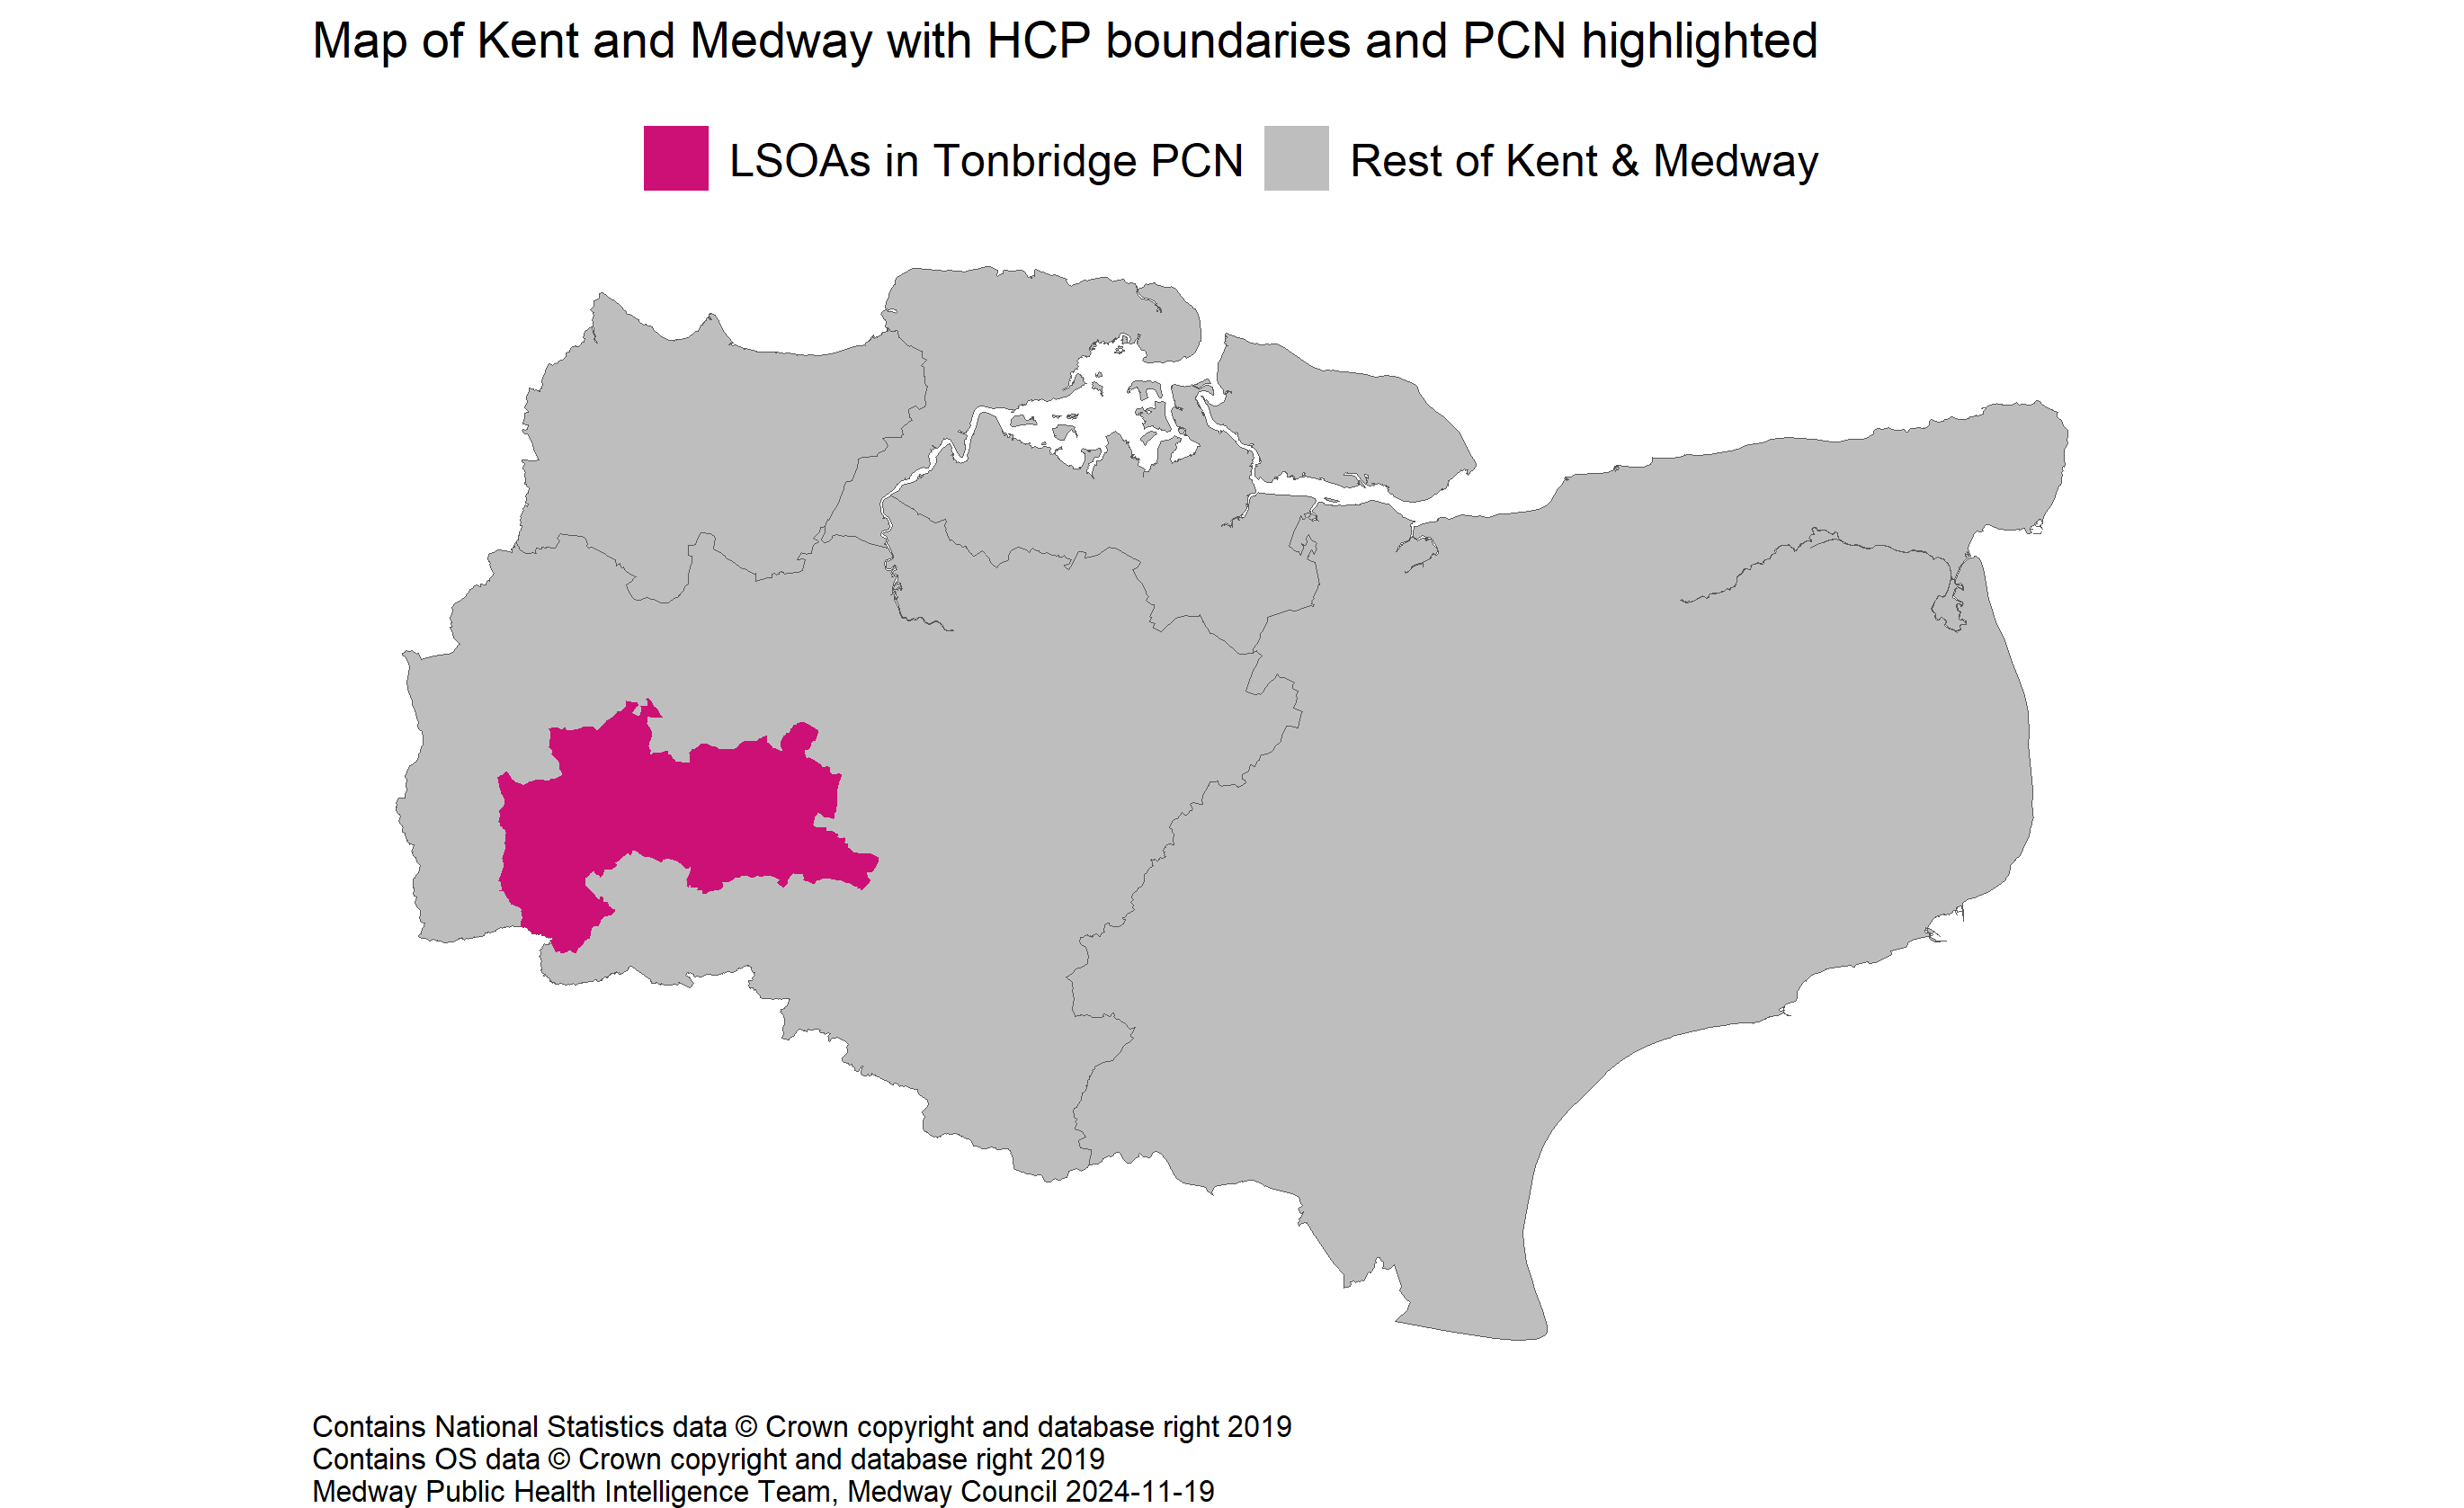 Map of Kent and Medway with HCP boundaries and PCN highlighted
LSOAs in Tonbridge PCN Rest of Kent & Medway
Contains National Statistics data © Crown copyright and database right 2019
Contains OS data © Crown copyright and database right 2019
Medway Public Health Intelligence Team, Medway Council 2024-11-19